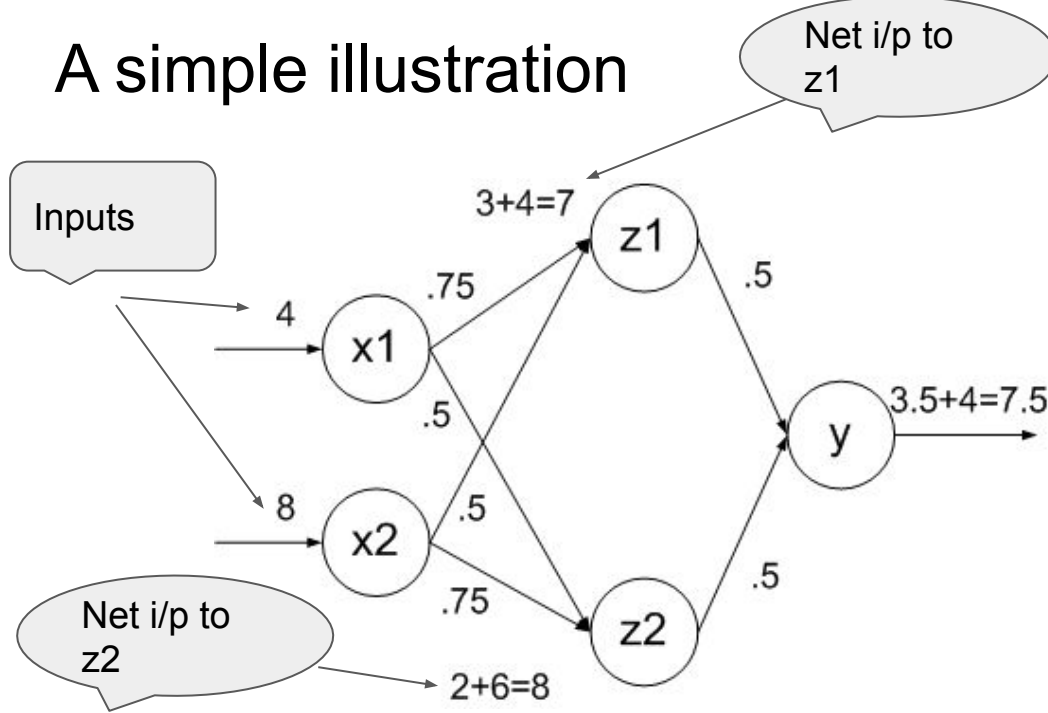 A simple illustration
Net i/p to
z1
Inputs
3+4=7
z1
.75
.5
4
x1
.5
3.5+4=7.5
y
8
x2
.5
.5
.75
z2
Net i/p to
z2
2+6=8